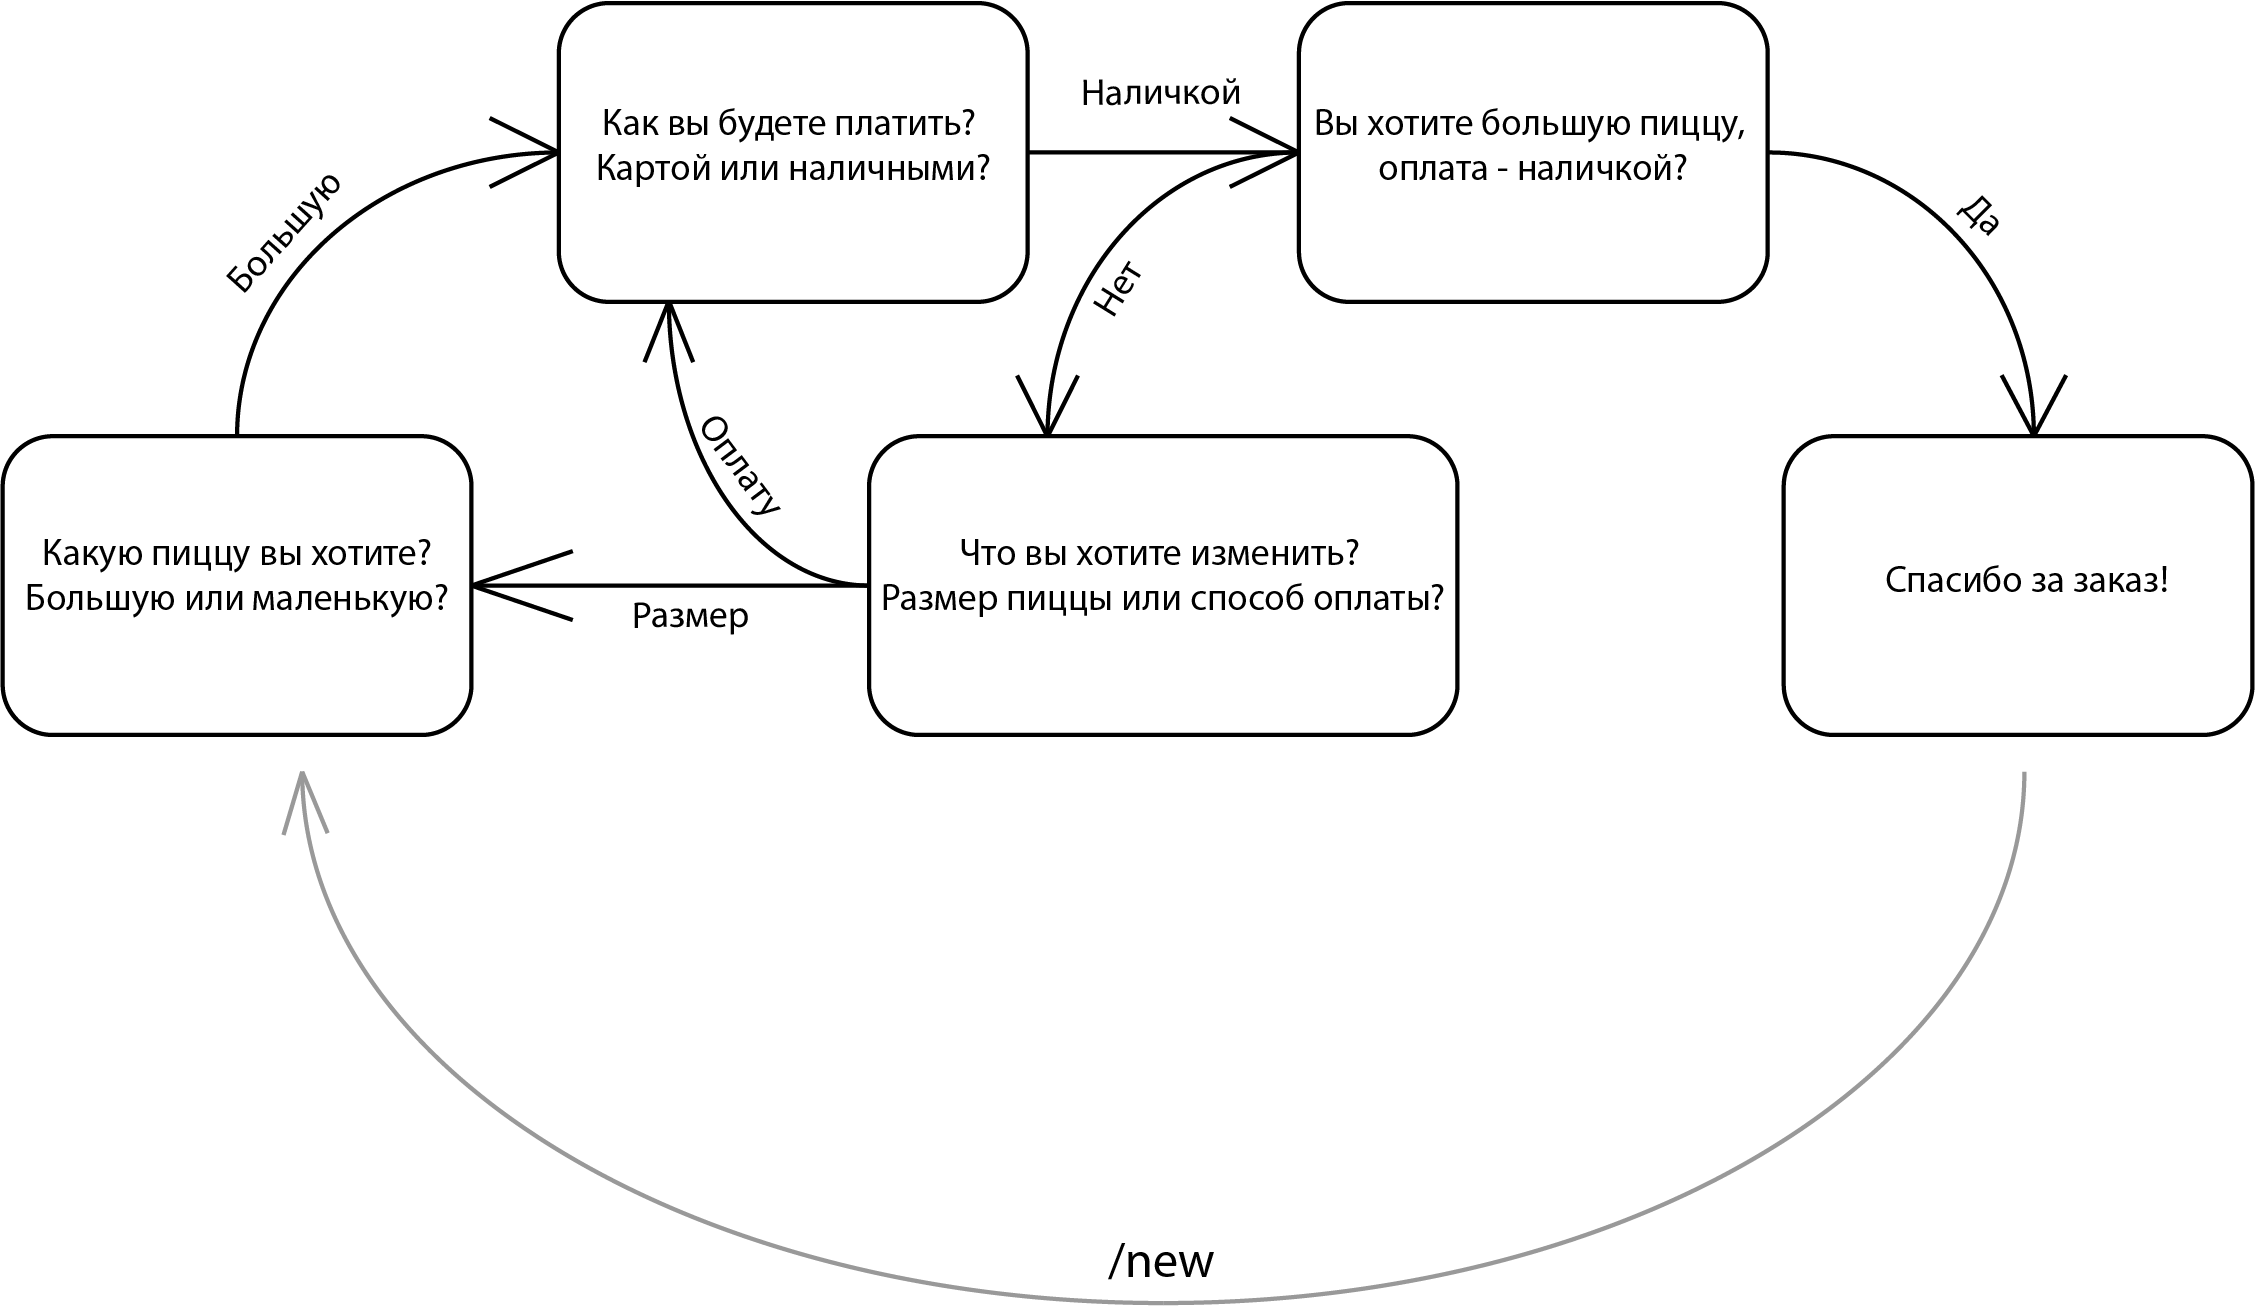 Наличкой
Как вы будете платить?
Картой или наличными?
Вы хотите большую пиццу,
оплата - наличкой?
Большую
Да
Нет
Оплату
Какую пиццу вы хотите?
Большую или маленькую?
Размер
Что вы хотите изменить?
Размер пиццы или способ оплаты?
Спасибо за заказ!
/new